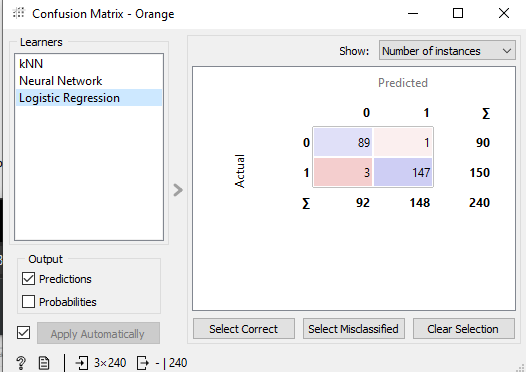 Confusion Matrix - Orange
Learners
kNN
Neural Network
Logistic Regression
Output
Predictions
Probabilities
Apply Automatically
Show: Number of instances
Predicted
0 1 Σ
Actual
0 89 1 90
1 3 147 150
Σ 92 148 240
Select Correct Select Misclassified Clear Selection
? 3×240 - | 240